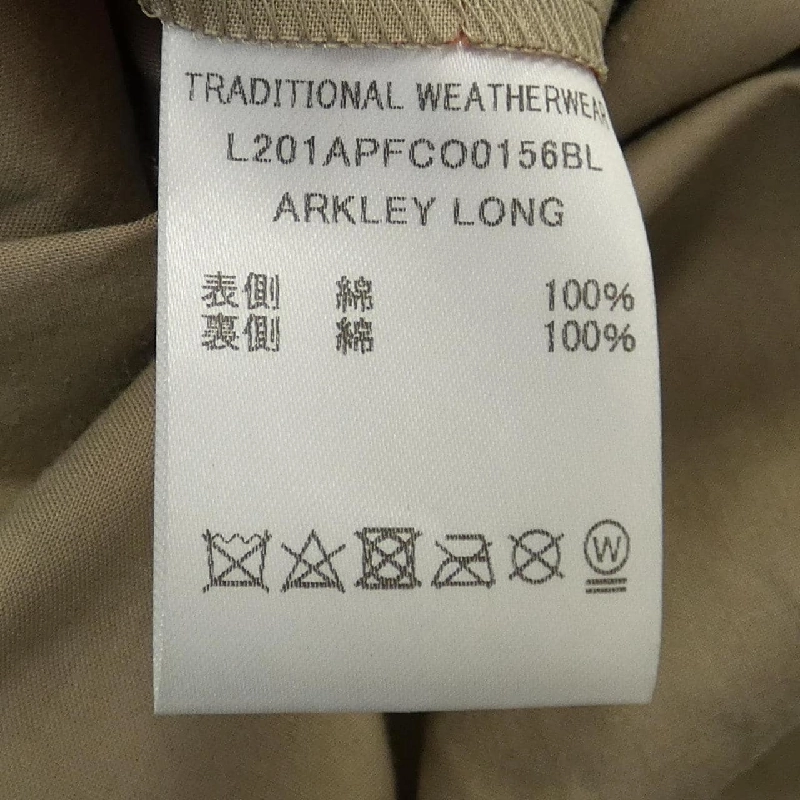 TRADITIONAL WEATHERWEAR
L201APFCO0156BL
ARKLEY LONG
表側 綿 100%
裏側 綿 100%
W